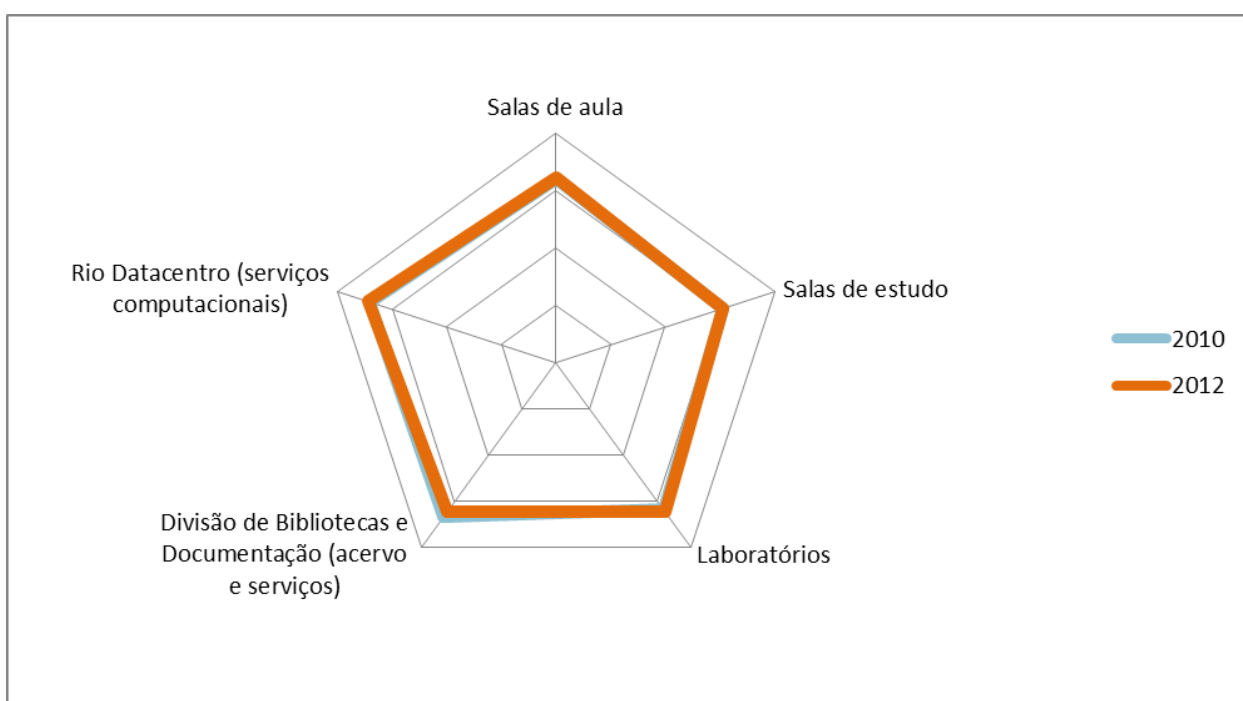 Salas de aula
Rio Datacentro (serviços
computacionais)
Salas de estudo
2010
2012
Divisão de Bibliotecas e
Documentação (acervo
e serviços)
Laboratórios